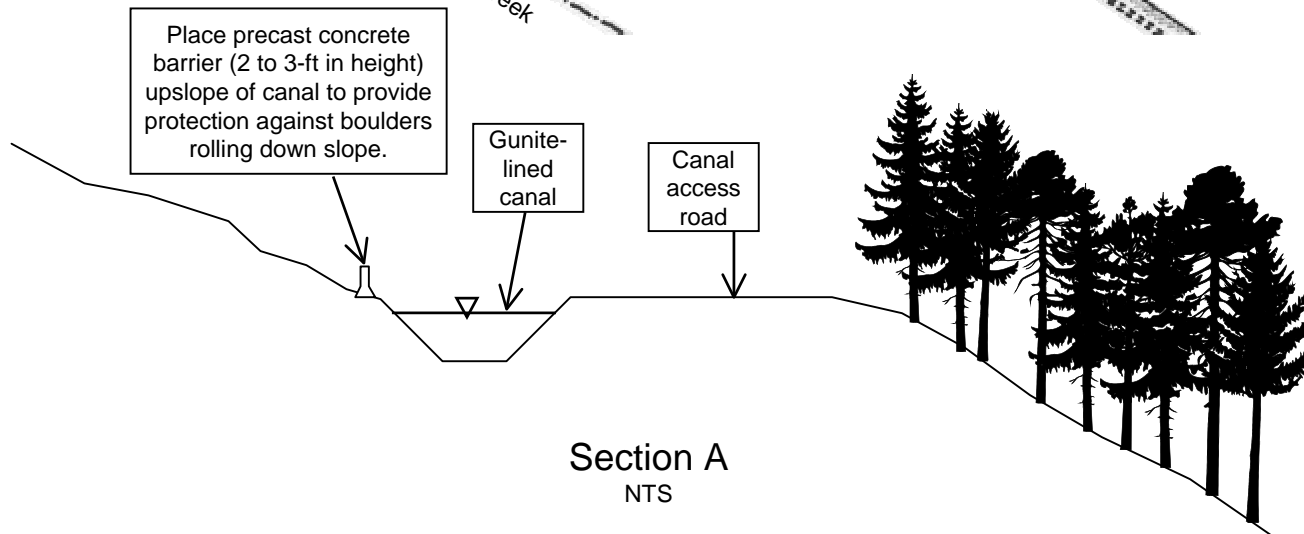 eek
Place precast concrete
barrier (2 to 3-ft in height)
upslope of canal to provide
protection against boulders
rolling down slope.
Gunite-
lined
canal
Canal
access
road
Section A
NTS